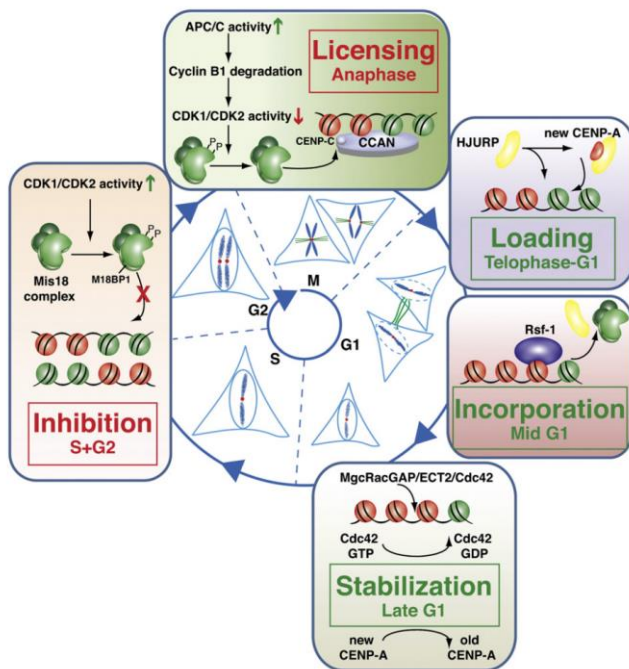 APC/C activity↑
Cyclin B1 degradation
CDK1/CDK2 activity↓
P
P
Licensing
Anaphase
CENP-C
CCAN
HJURP
new CENP-A
Loading
Telophase-G1
Rsf-1
Incorporation
Mid G1
MgcRacGAP/ECT2/Cdc42
Cdc42
GTP
Cdc42
GDP
Stabilization
Late G1
new
CENP-A
old
CENP-A
CDK1/CDK2 activity↑
P
P
Mis18
complex
M18BP1
X
Inhibition
S+G2
M
G1
S
G2